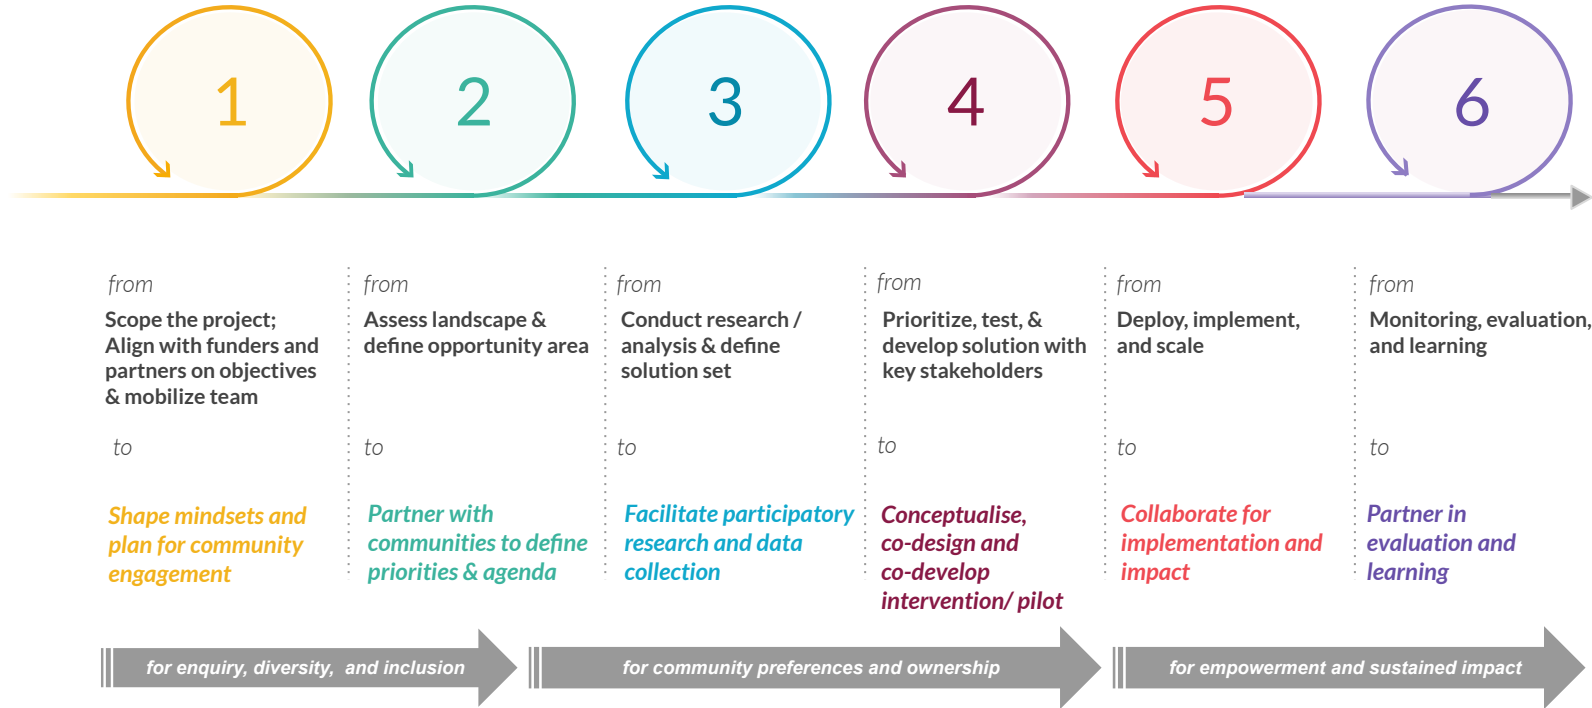 1
2
3
4
5
6
from
Scope the project;
Align with funders and
partners on objectives
& mobilize team
to
Shape mindsets and
plan for community
engagement
from
Assess landscape &
define opportunity area
to
Partner with
communities to define
priorities & agenda
from
Conduct research /
analysis & define
solution set
to
Facilitate participatory
research and data
collection
from
Prioritize, test, &
develop solution with
key stakeholders
to
Conceptualise,
co-design and
co-develop
intervention/ pilot
from
Deploy, implement,
and scale
to
Collaborate for
implementation and
impact
from
Monitoring, evaluation,
and learning
to
Partner in
evaluation and
learning
for enquiry, diversity, and inclusion
for community preferences and ownership
for empowerment and sustained impact